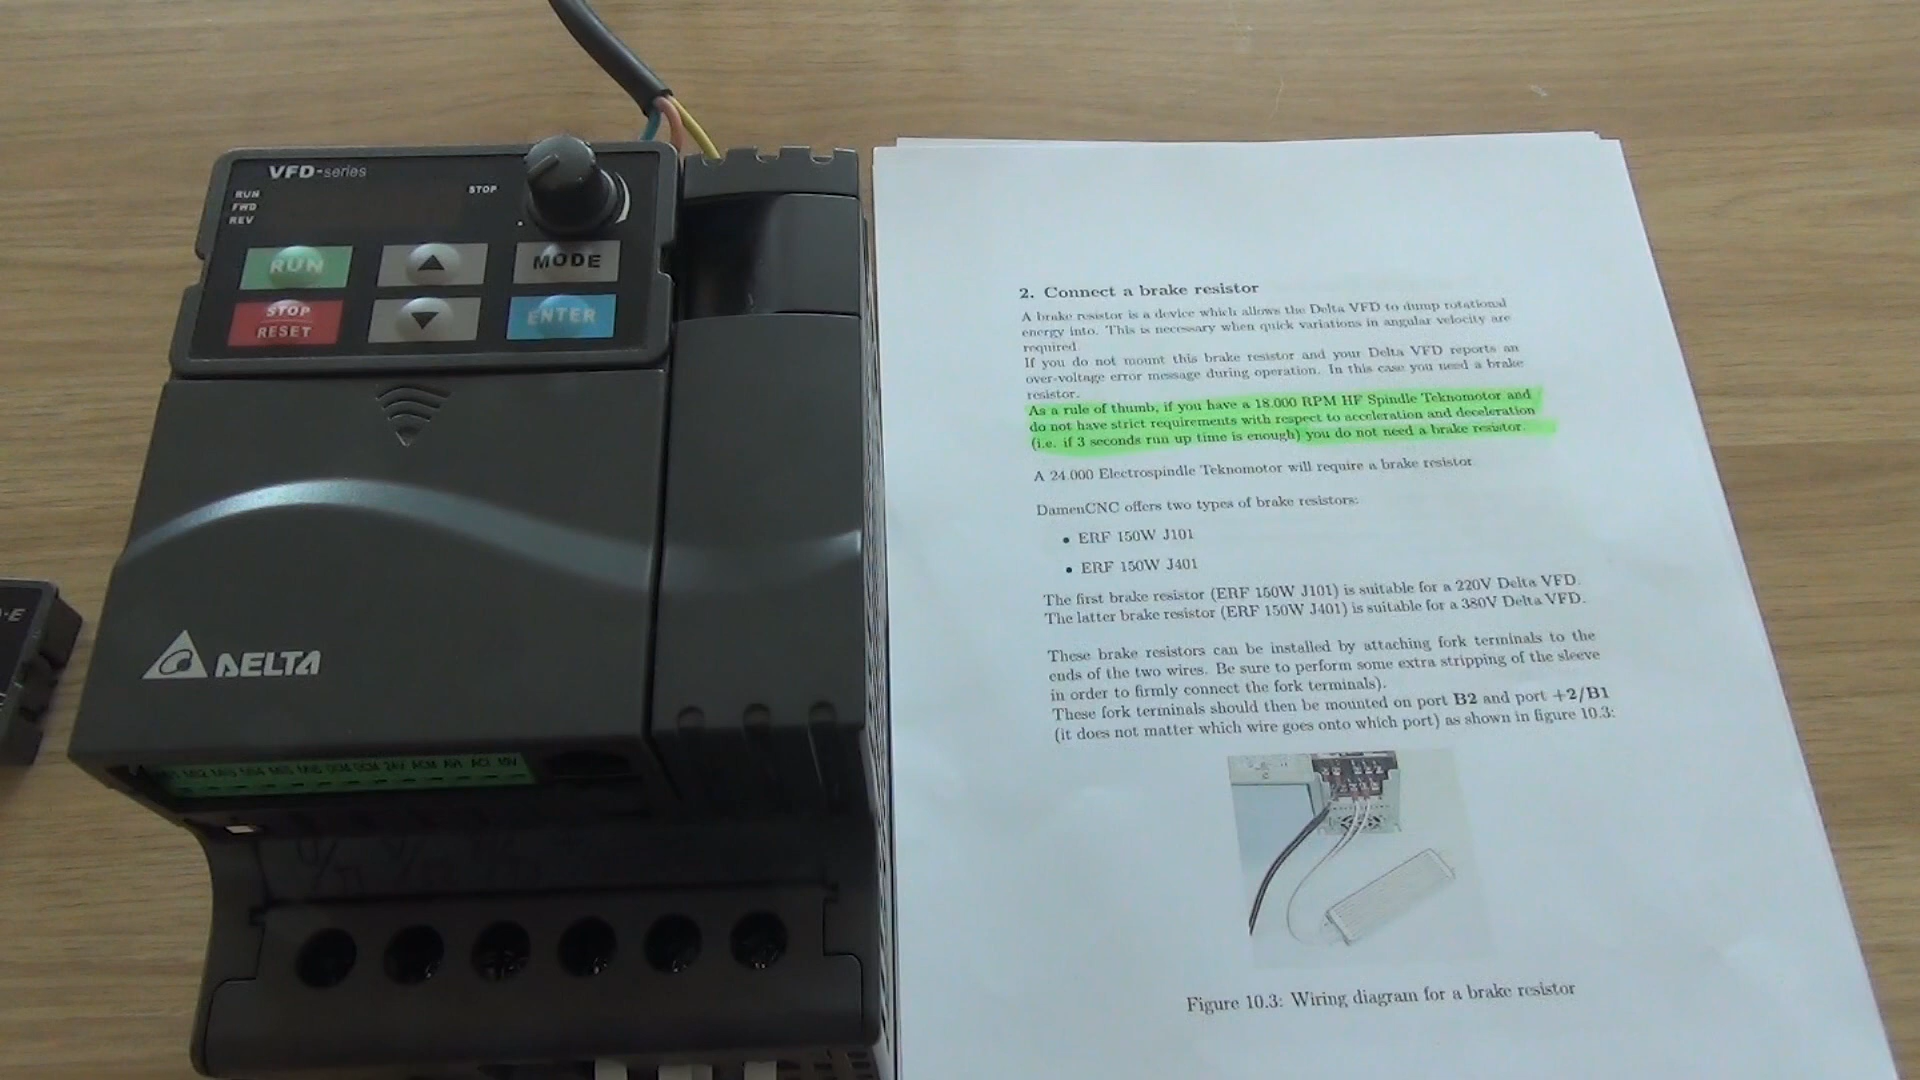 VFD-series
RUN
FWD
REV
STOP
RUN
MODE
STOP
RESET
ENTER
DELTA
-E
DCM DCM 24V ACM AVI ACI 10V
2. Connect a brake resistor
A brake resistor is a device which allows the Delta VFD to dump rotational
energy into. This is necessary when quick variations in angular velocity are
required.
If you do not mount this brake resistor and your Delta VFD reports an
over-voltage error message during operation. In this case you need a brake
resistor.
As a rule of thumb, if you have a 18.000 RPM HF Spindle Teknomotor and
do not have strict requirements with respect to acceleration and deceleration
(i.e. if 3 seconds run up time is enough) you do not need a brake resistor.
A 24.000 Electrospindle Teknomotor will require a brake resistor
DamenCNC offers two types of brake resistors:
• ERF 150W J101
• ERF 150W J401
The first brake resistor (ERF 150W J101) is suitable for a 220V Delta VFD.
The latter brake resistor (ERF 150W J401) is suitable for a 380V Delta VFD.
These brake resistors can be installed by attaching fork terminals to the
ends of the two wires. Be sure to perform some extra stripping of the sleeve
in order to firmly connect the fork terminals).
These fork terminals should then be mounted on port B2 and port +2/B1
(it does not matter which wire goes onto which port) as shown in figure 10.3:
Figure 10.3: Wiring diagram for a brake resistor